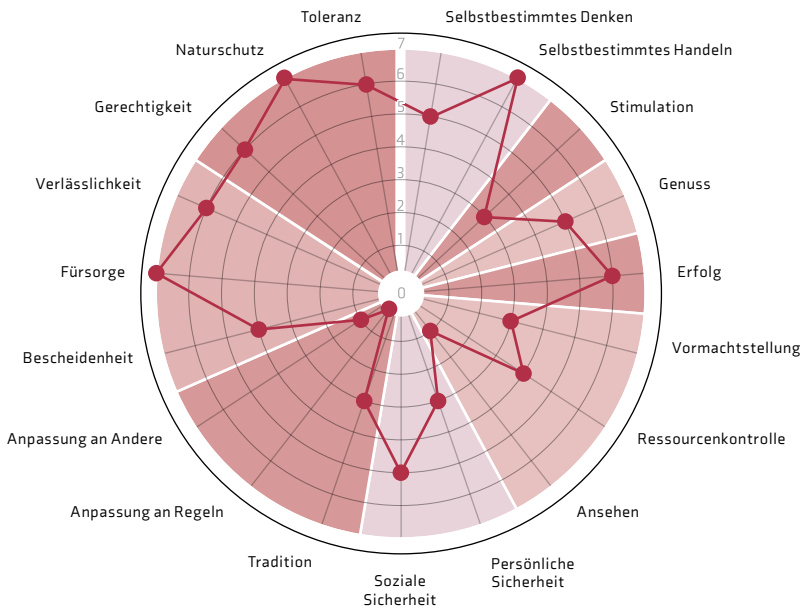 Toleranz
Selbstbestimmtes Denken
Naturschutz
Selbstbestimmtes Handeln
Gerechtigkeit
Stimulation
Verlässlichkeit
Genuss
Fürsorge
Erfolg
Bescheidenheit
Vormachtstellung
Anpassung an Andere
Ressourcenkontrolle
Anpassung an Regeln
Ansehen
Tradition
Persönliche
Sicherheit
Soziale
Sicherheit
7
6
5
4
3
2
1
0